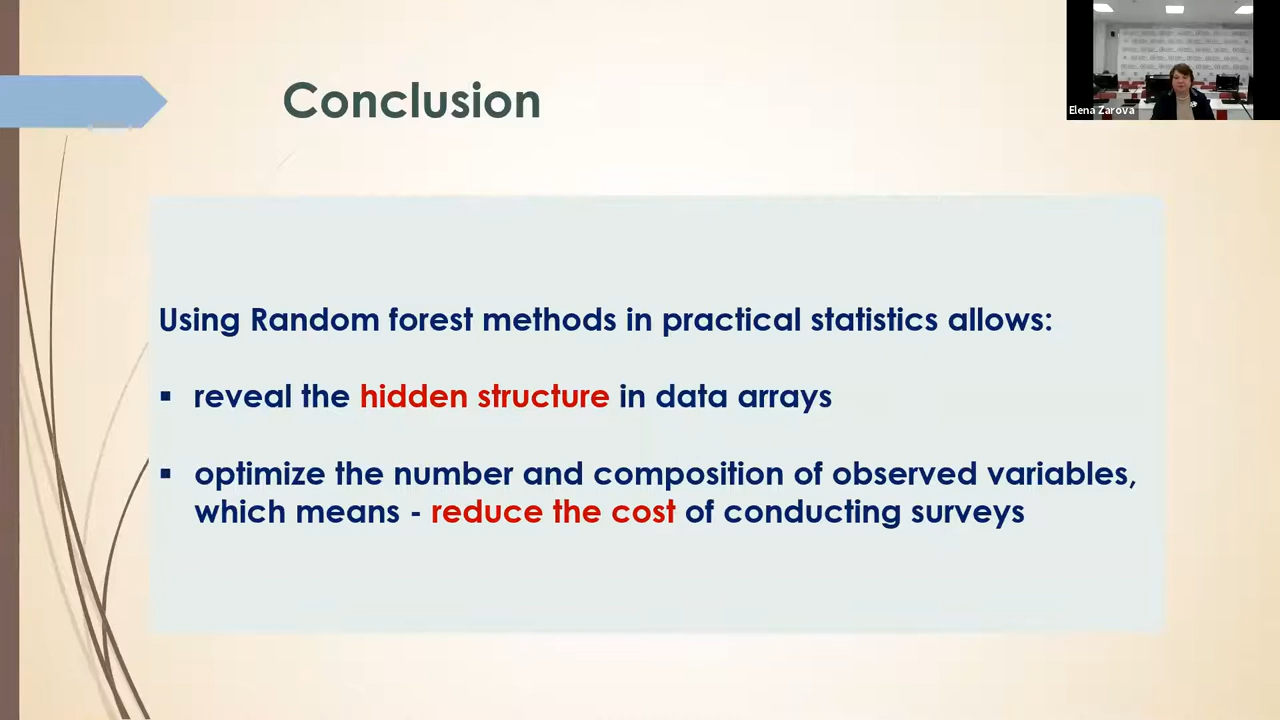 Conclusion
Elena Zarova
Using Random forest methods in practical statistics allows:
▪ reveal the hidden structure in data arrays
▪ optimize the number and composition of observed variables,
which means - reduce the cost of conducting surveys